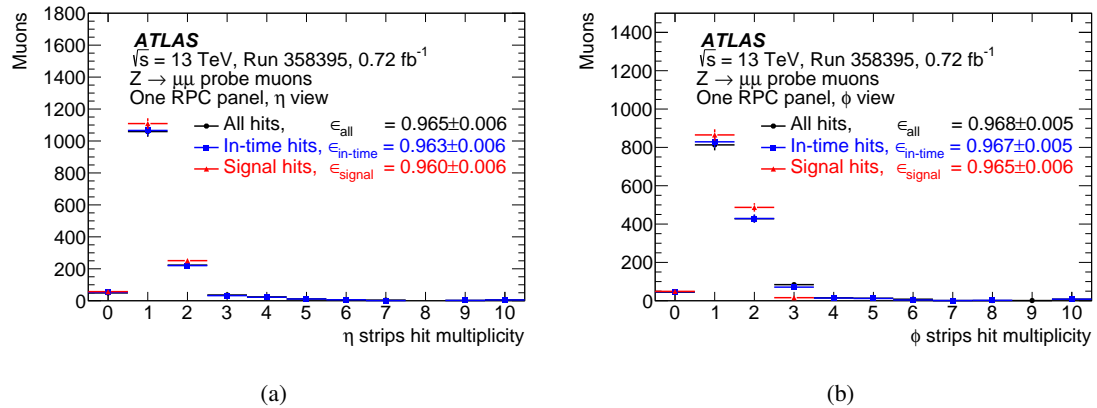 Muons
1800
1600
1400
1200
1000
800
600
400
200
0
ATLAS
√s = 13 TeV, Run 358395, 0.72 fb⁻¹
Z → μμ probe muons
One RPC panel, η view
All hits, ϵall = 0.965±0.006
In-time hits, ϵin-time = 0.963±0.006
Signal hits, ϵsignal = 0.960±0.006
0 1 2 3 4 5 6 7 8 9 10
η strips hit multiplicity
(a)
Muons
1400
1200
1000
800
600
400
200
0
ATLAS
√s = 13 TeV, Run 358395, 0.72 fb⁻¹
Z → μμ probe muons
One RPC panel, ϕ view
All hits, ϵall = 0.968±0.005
In-time hits, ϵin-time = 0.967±0.005
Signal hits, ϵsignal = 0.965±0.006
0 1 2 3 4 5 6 7 8 9 10
ϕ strips hit multiplicity
(b)